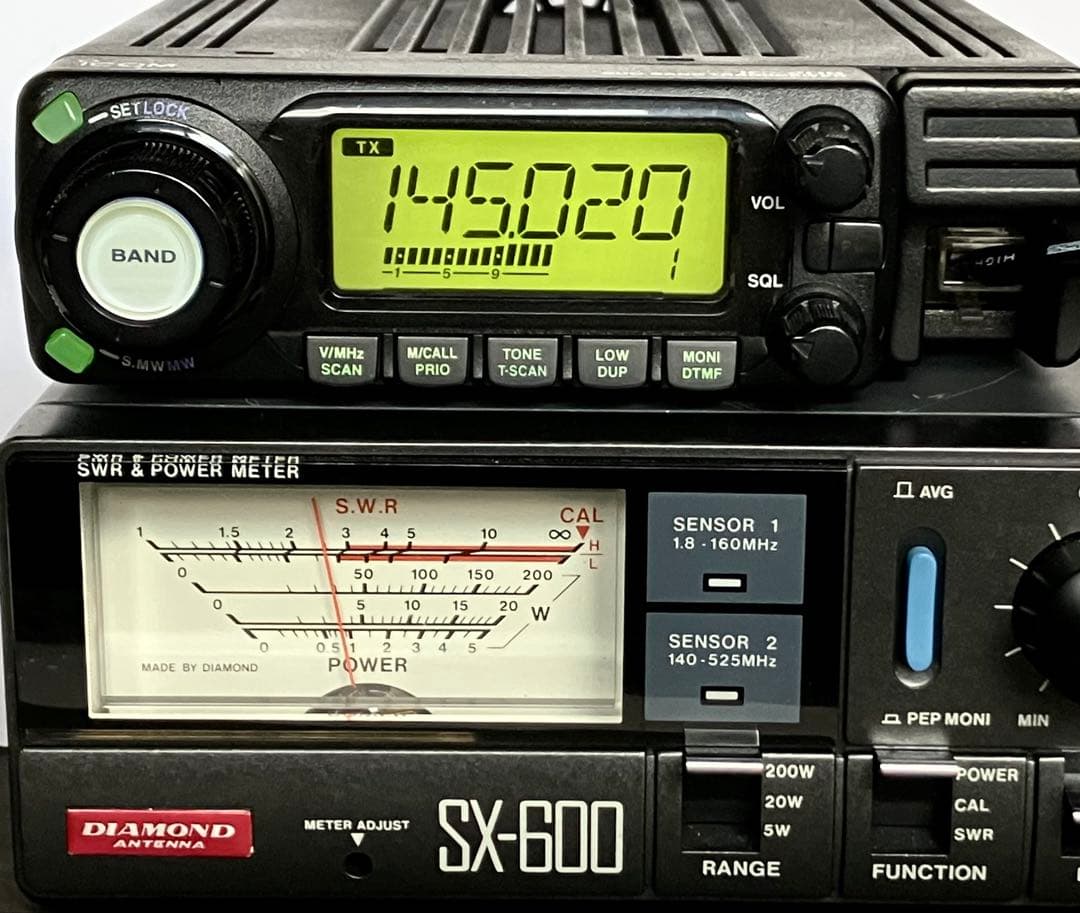 ICOM
SET LOCK
TX
145.020
VOL
BAND
1 5 9
1
HIGH
SQL
S.MW MW
V/MHz
SCAN
M/CALL
PRIO
TONE
T-SCAN
LOW
DUP
MONI
DTMF
SWR & POWER METER
S.W.R
CAL
1 1.5 2 3 4 5 10 ∞
H
L
0 50 100 150 200
0 5 10 15 20
W
0 0.5 1 2 3 4 5
MADE BY DIAMOND
POWER
SENSOR 1
1.8 - 160MHz
SENSOR 2
140 - 525MHz
AVG
PEP MONI
MIN
DIAMOND
ANTENNA
METER ADJUST
SX-600
200W
20W
5W
RANGE
POWER
CAL
SWR
FUNCTION